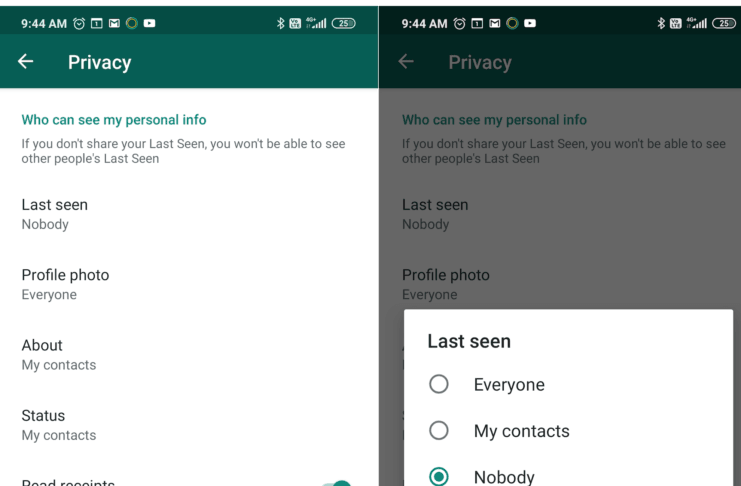 9:44 AM
4G+
25
Privacy
Who can see my personal info
If you don't share your Last Seen, you won't be able to see
other people's Last Seen
Last seen
Nobody
Profile photo
Everyone
About
My contacts
Status
My contacts
Read receipts
9:44 AM
4G+
25
Privacy
Who can see my personal info
If you don't share your Last Seen, you won't be able to see
other people's Last Seen
Last seen
Nobody
Profile photo
Everyone
Last seen
Everyone
My contacts
Nobody